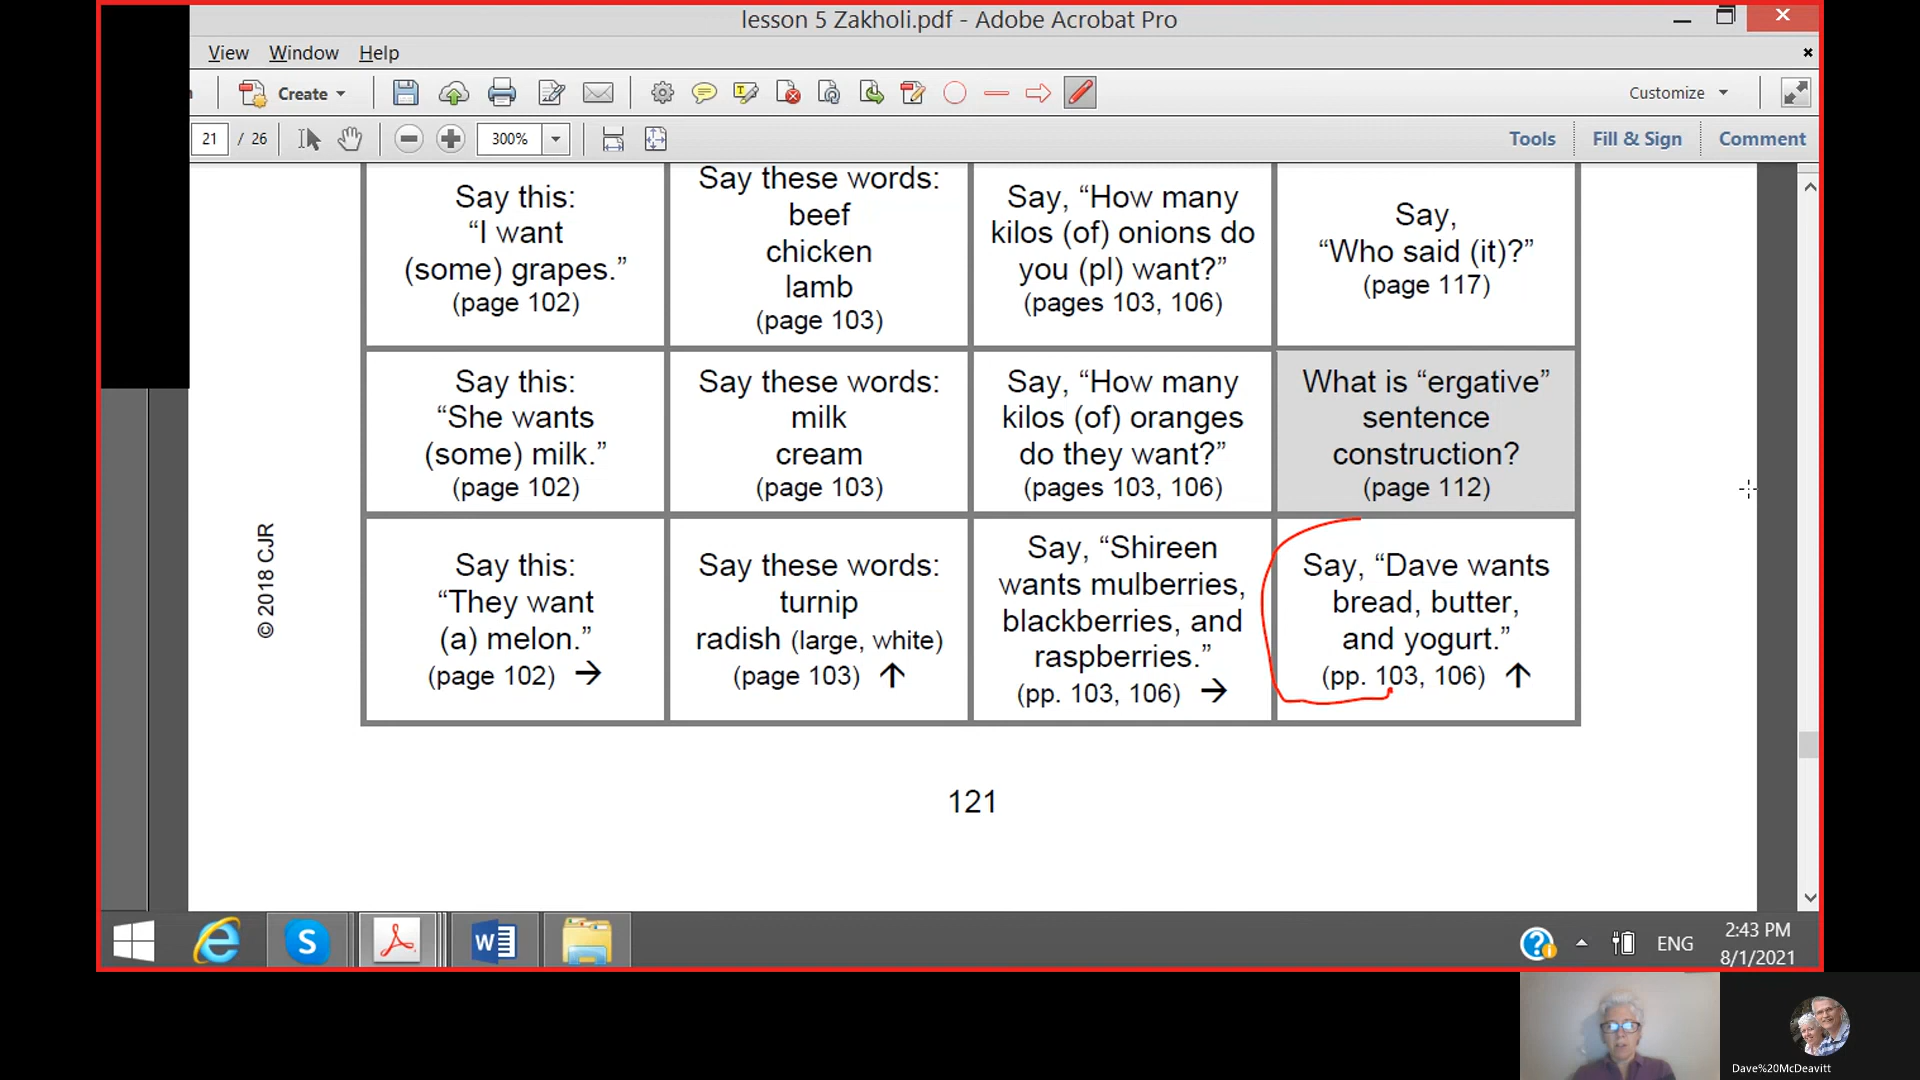 lesson 5 Zakholi.pdf - Adobe Acrobat Pro
View Window Help
Create Customize
21 / 26 300% Tools Fill & Sign Comment
Say this:
“I want
(some) grapes.”
(page 102)
Say these words:
beef
chicken
lamb
(page 103)
Say, “How many
kilos (of) onions do
you (pl) want?”
(pages 103, 106)
Say,
“Who said (it)?”
(page 117)
Say this:
“She wants
(some) milk.”
(page 102)
Say these words:
milk
cream
(page 103)
Say, “How many
kilos (of) oranges
do they want?”
(pages 103, 106)
What is “ergative”
sentence
construction?
(page 112)
Say this:
“They want
(a) melon.”
(page 102) →
Say these words:
turnip
radish (large, white)
(page 103) ↑
Say, “Shireen
wants mulberries,
blackberries, and
raspberries.”
(pp. 103, 106) →
Say, “Dave wants
bread, butter,
and yogurt.”
(pp. 103, 106) ↑
© 2018 CJR
121
ENG
2:43 PM
8/1/2021
Dave%20McDeavitt